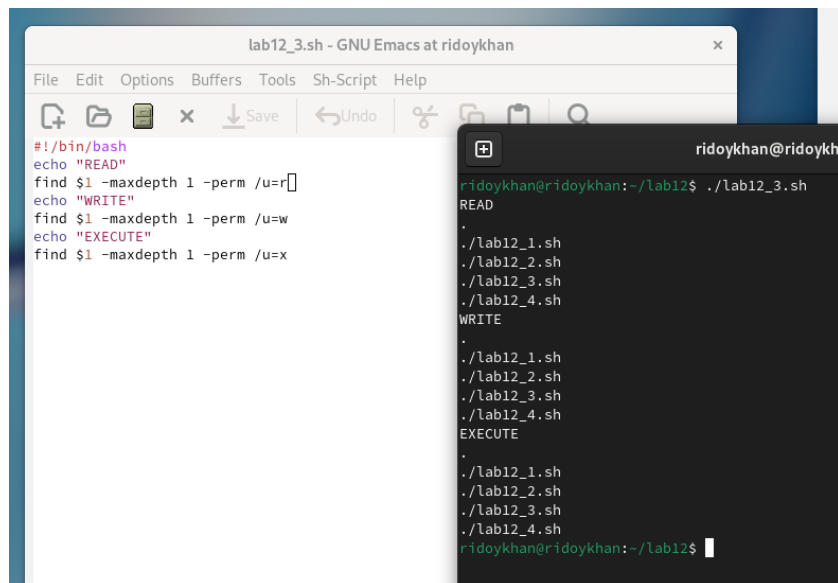 lab12_3.sh - GNU Emacs at ridoykhan
File Edit Options Buffers Tools Sh-Script Help
Save Undo
#!/bin/bash
echo "READ"
find $1 -maxdepth 1 -perm /u=r
echo "WRITE"
find $1 -maxdepth 1 -perm /u=w
echo "EXECUTE"
find $1 -maxdepth 1 -perm /u=x
ridoykhan@ridoykh
ridoykhan@ridoykhan:~/lab12$ ./lab12_3.sh
READ
.
./lab12_1.sh
./lab12_2.sh
./lab12_3.sh
./lab12_4.sh
WRITE
.
./lab12_1.sh
./lab12_2.sh
./lab12_3.sh
./lab12_4.sh
EXECUTE
.
./lab12_1.sh
./lab12_2.sh
./lab12_3.sh
./lab12_4.sh
ridoykhan@ridoykhan:~/lab12$